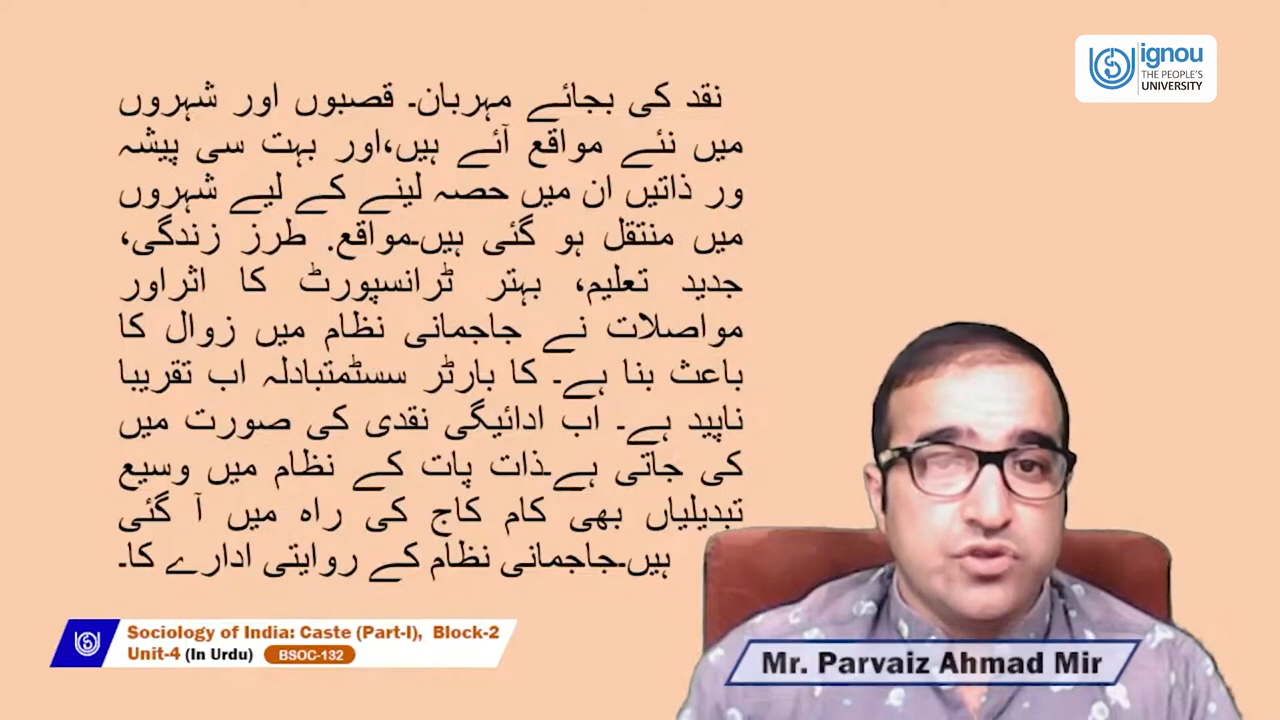 نقد کی بجائے مہربان۔ قصبوں اور شہروں
میں نئے مواقع آئے ہیں،اور بہت سی پیشہ
ور ذاتیں ان میں حصہ لینے کے لیے شہروں
میں منتقل ہو گئی ہیں۔مواقع. طرز زندگی،
جدید تعلیم، بہتر ٹرانسپورٹ کا اثراور
مواصلات نے جاجمانی نظام میں زوال کا
باعث بنا ہے۔ کا بارٹر سسٹمتبادلہ اب تقریبا
ناپید ہے۔ اب ادائیگی نقدی کی صورت میں
کی جاتی ہے۔ذات پات کے نظام میں وسیع
تبدیلیاں بھی کام کاج کی راہ میں آ گئی
ہیں۔جاجمانی نظام کے روایتی ادارے کا۔
ignou
THE PEOPLE'S
UNIVERSITY
Sociology of India: Caste (Part-I), Block-2
Unit-4 (In Urdu) BSOC-132
Mr. Parvaiz Ahmad Mir